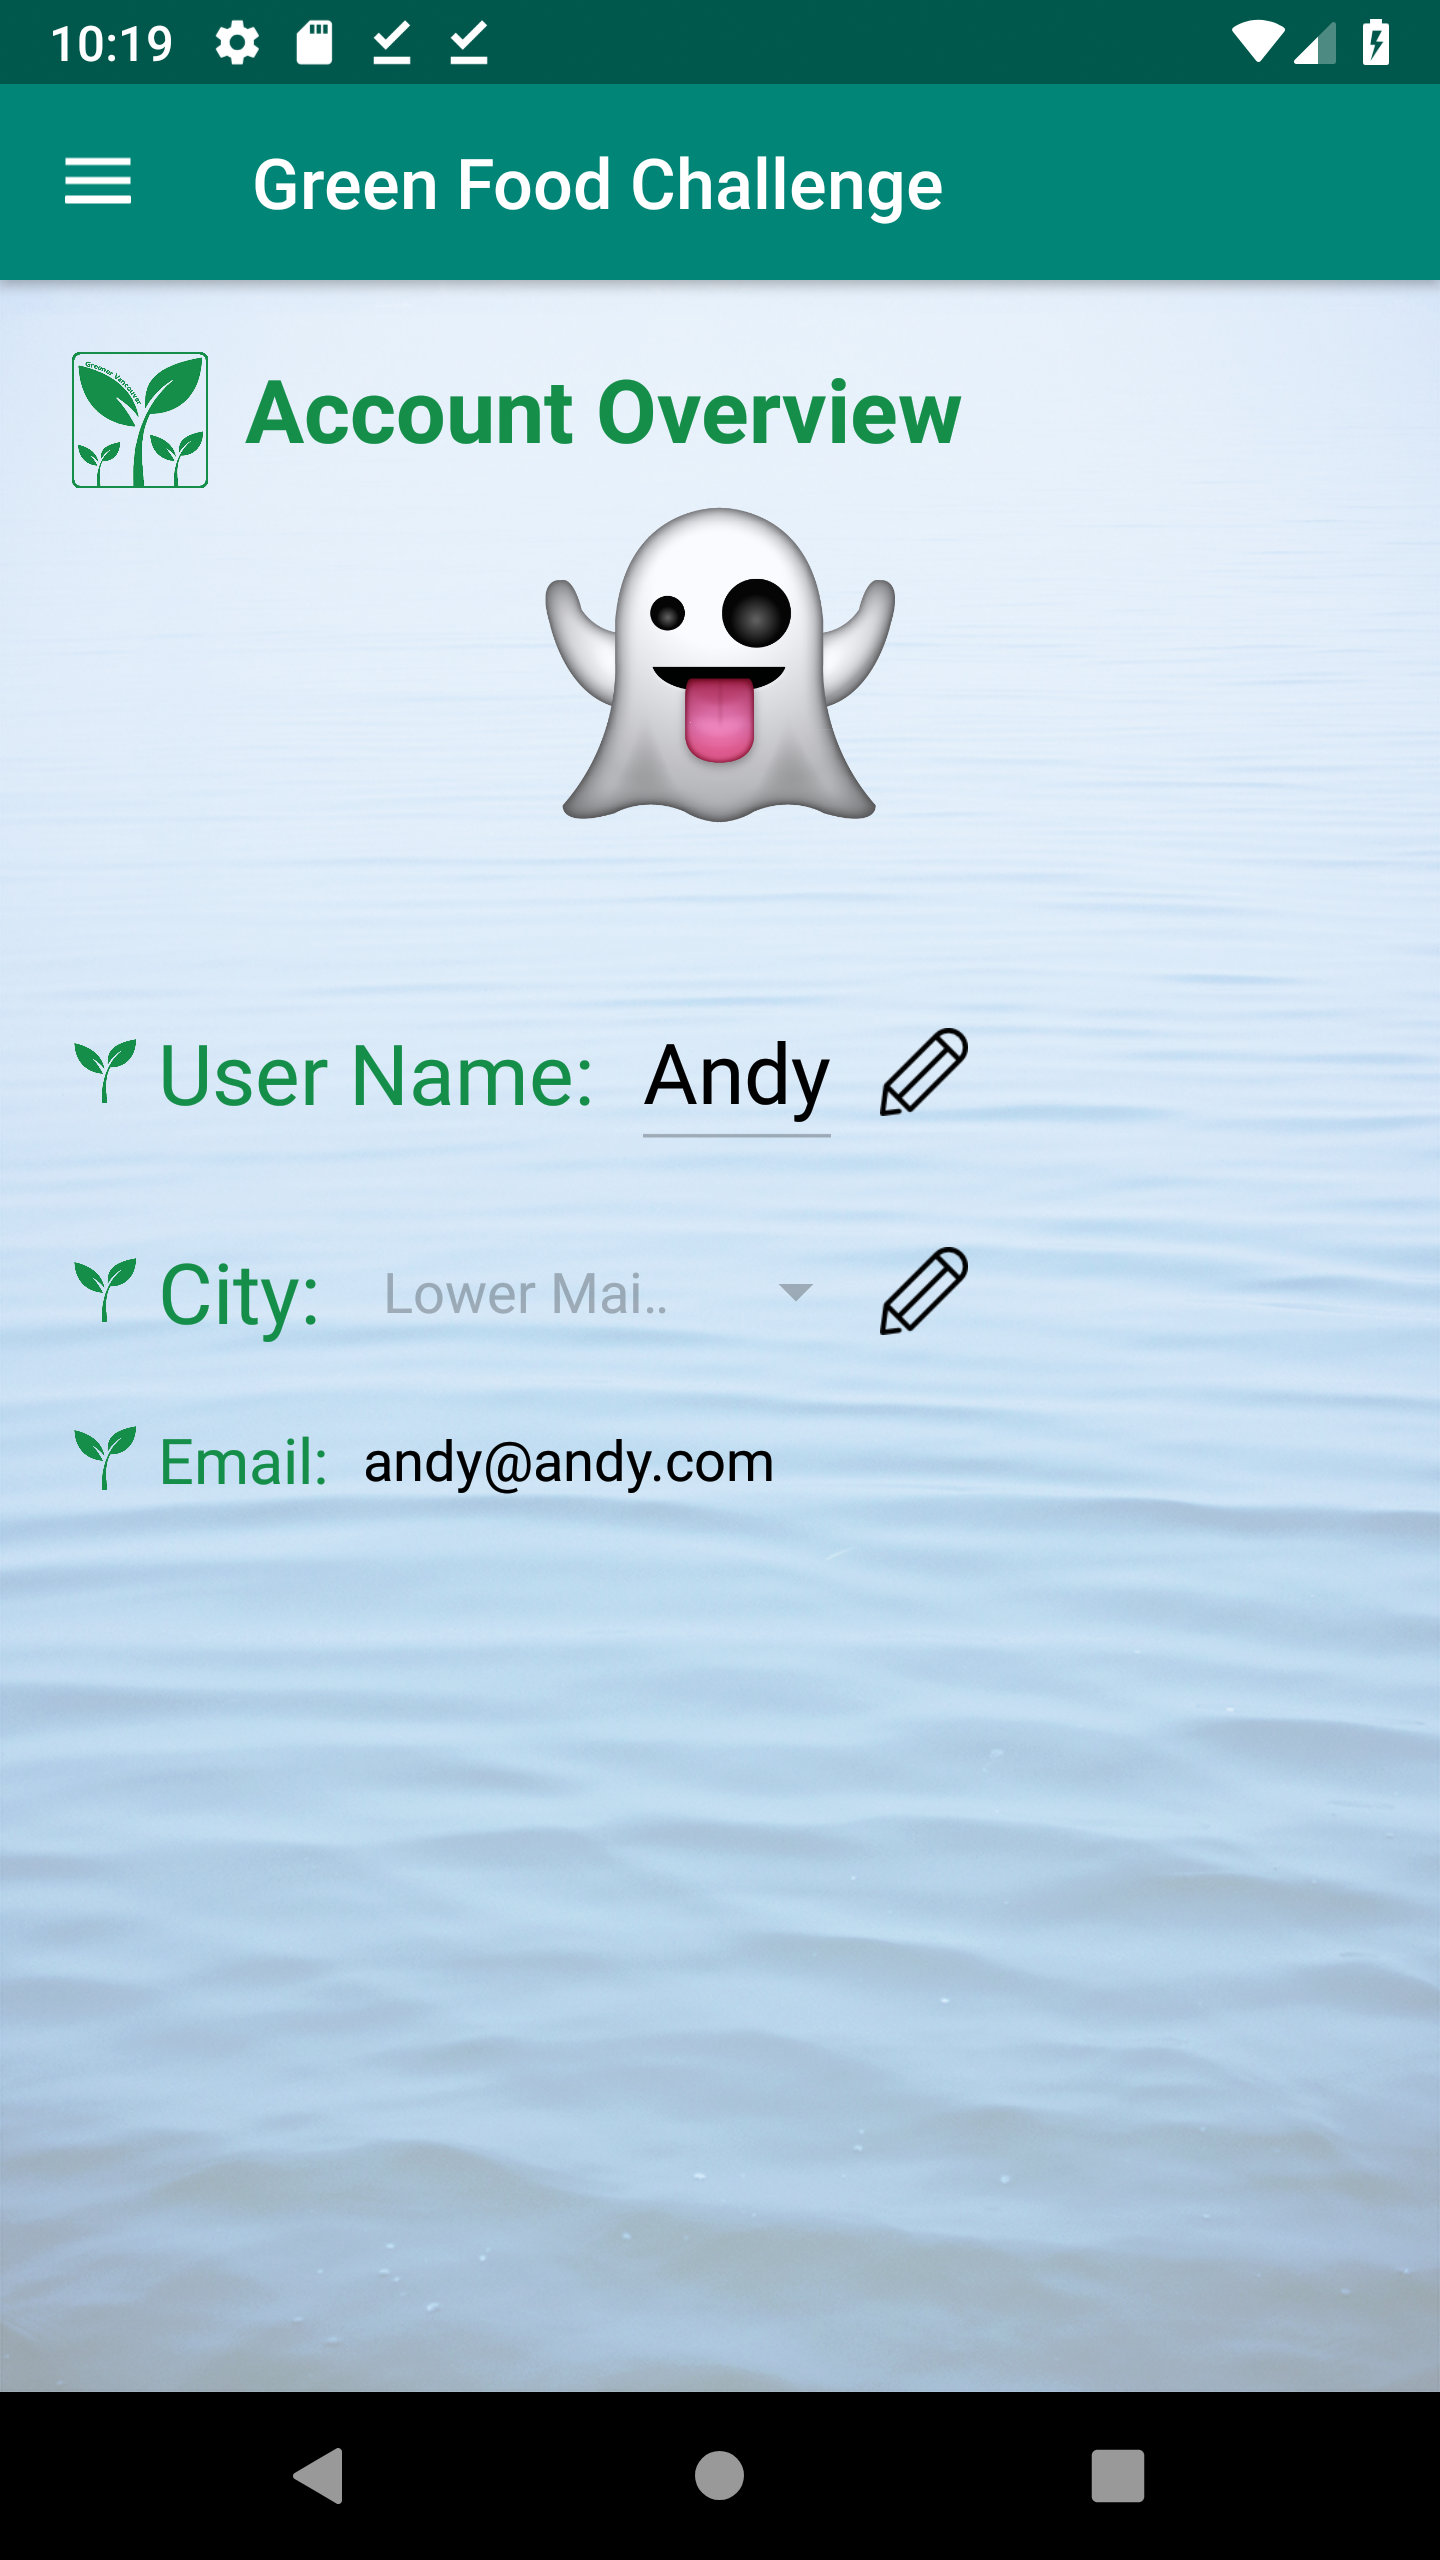 10:19
Green Food Challenge
Greener Vancouver
Account Overview
User Name: Andy
City: Lower Mai..
Email: andy@andy.com